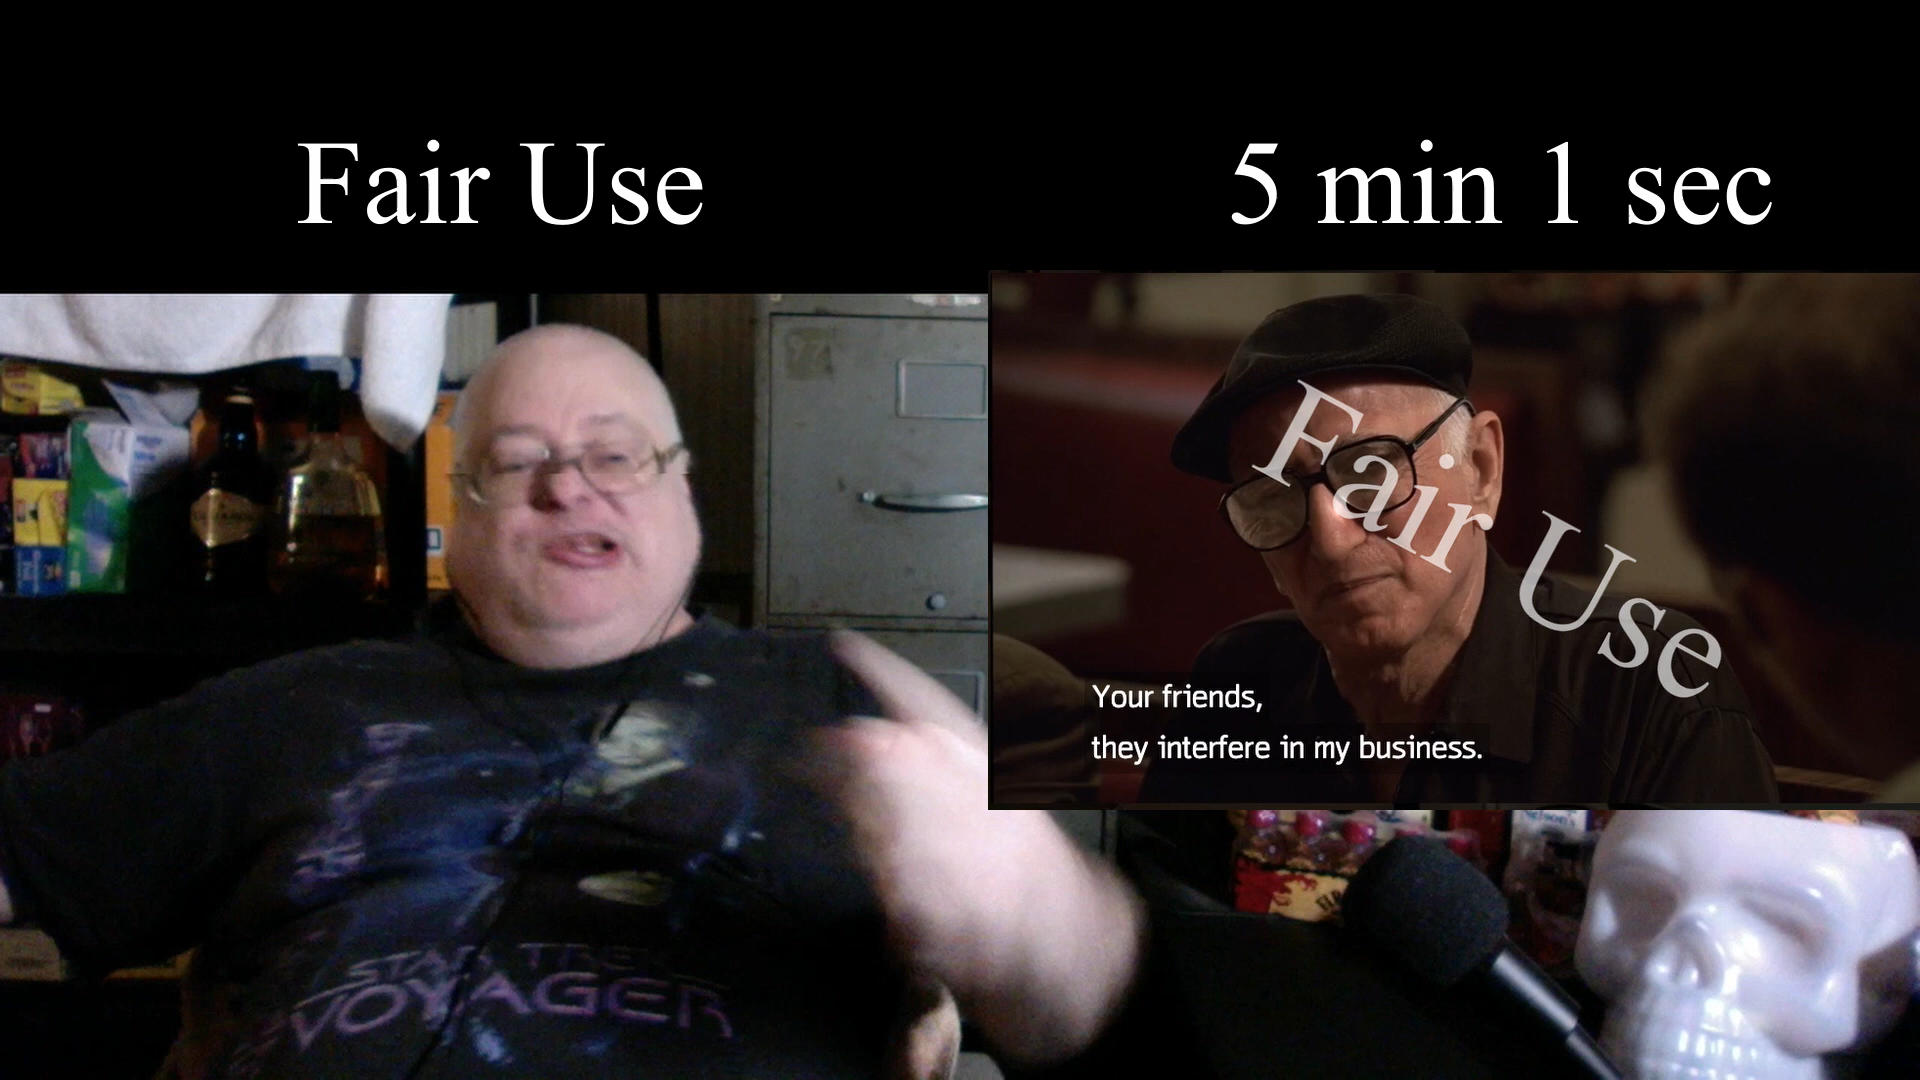 Fair Use
5 min 1 sec
Fair Use
Your friends,
they interfere in my business.
STAR TREK
VOYAGER